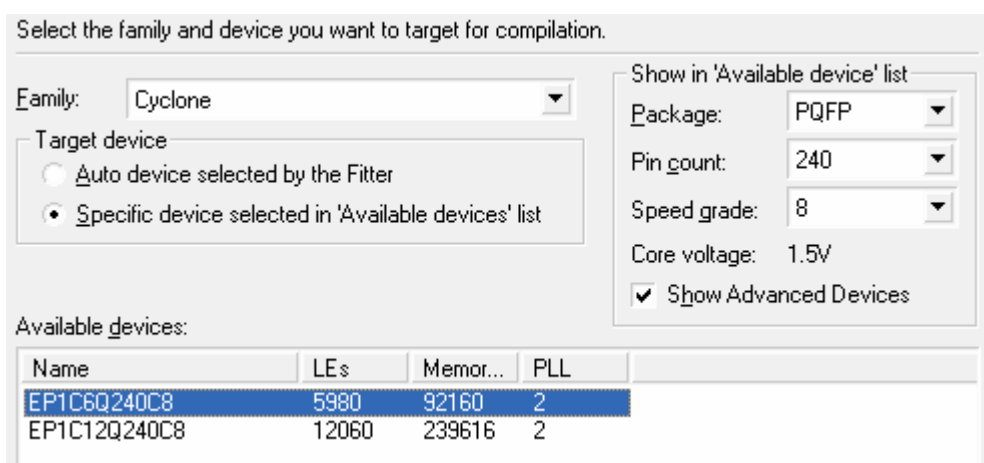 Select the family and device you want to target for compilation.
Family: Cyclone
Target device
Auto device selected by the Fitter
Specific device selected in 'Available devices' list
Show in 'Available device' list
Package: PQFP
Pin count: 240
Speed grade: 8
Core voltage: 1.5V
Show Advanced Devices
Available devices:
Name LEs Memor... PLL
EP1C6Q240C8 5980 92160 2
EP1C12Q240C8 12060 239616 2